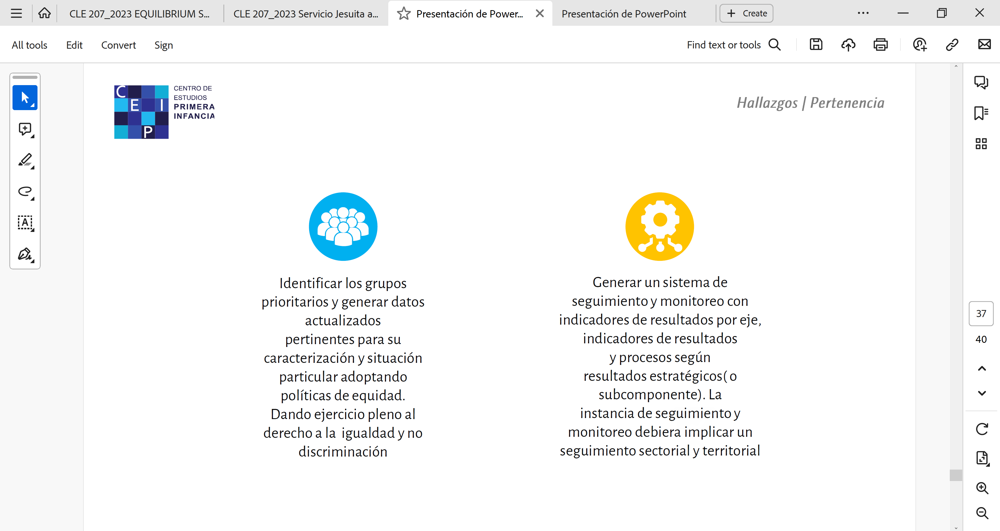 CLE 207_2023 EQUILIBRIUM S...
CLE 207_2023 Servicio Jesuita a...
Presentación de Power...
Presentación de PowerPoint
Create
All tools
Edit
Convert
Sign
Find text or tools
C
E I
P
CENTRO DE
ESTUDIOS
PRIMERA
INFANCIA
Hallazgos | Pertenencia
A
Identificar los grupos
prioritarios y generar datos
actualizados
pertinentes para su
caracterización y situación
particular adoptando
políticas de equidad.
Dando ejercicio pleno al
derecho a la  igualdad y no
discriminación
Generar un sistema de
seguimiento y monitoreo con
indicadores de resultados por eje,
indicadores de resultados
y procesos según
resultados estratégicos( o
subcomponente). La
instancia de seguimiento y
monitoreo debiera implicar un
seguimiento sectorial y territorial
37
40